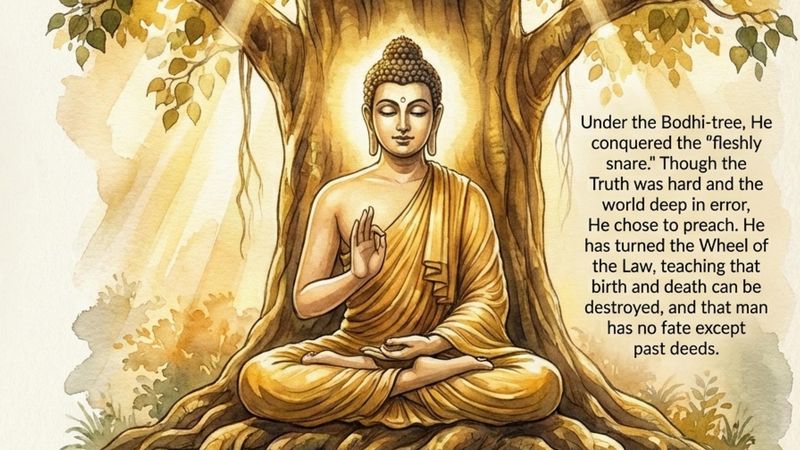 Under the Bodhi-tree, He
conquered the "fleshly
snare." Though the
Truth was hard and the
world deep in error,
He chose to preach. He
has turned the Wheel of
the Law, teaching that
birth and death can be
destroyed, and that man
has no fate except
past deeds.